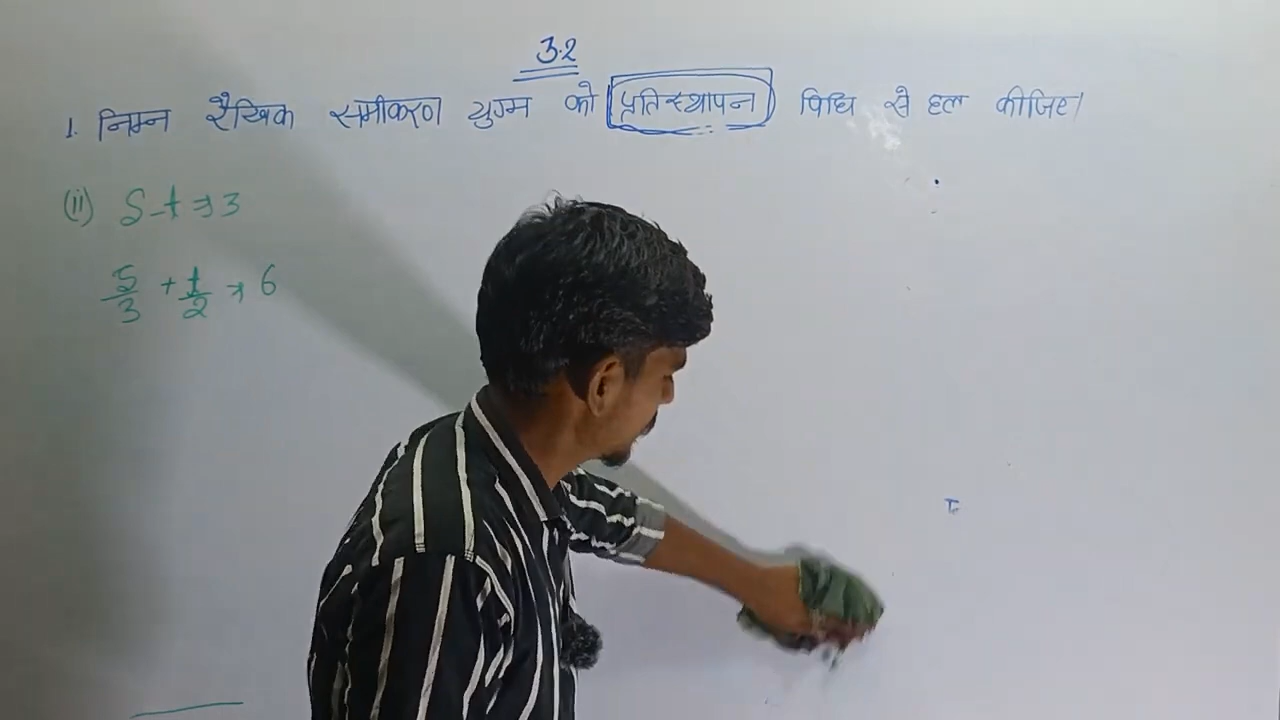 3.2
1. निम्न रैखिक समीकरण युग्म को प्रतिस्थापन विधि से हल कीजिए।
(ii) S-t ⇒ 3
S/3 + t/2 → 6